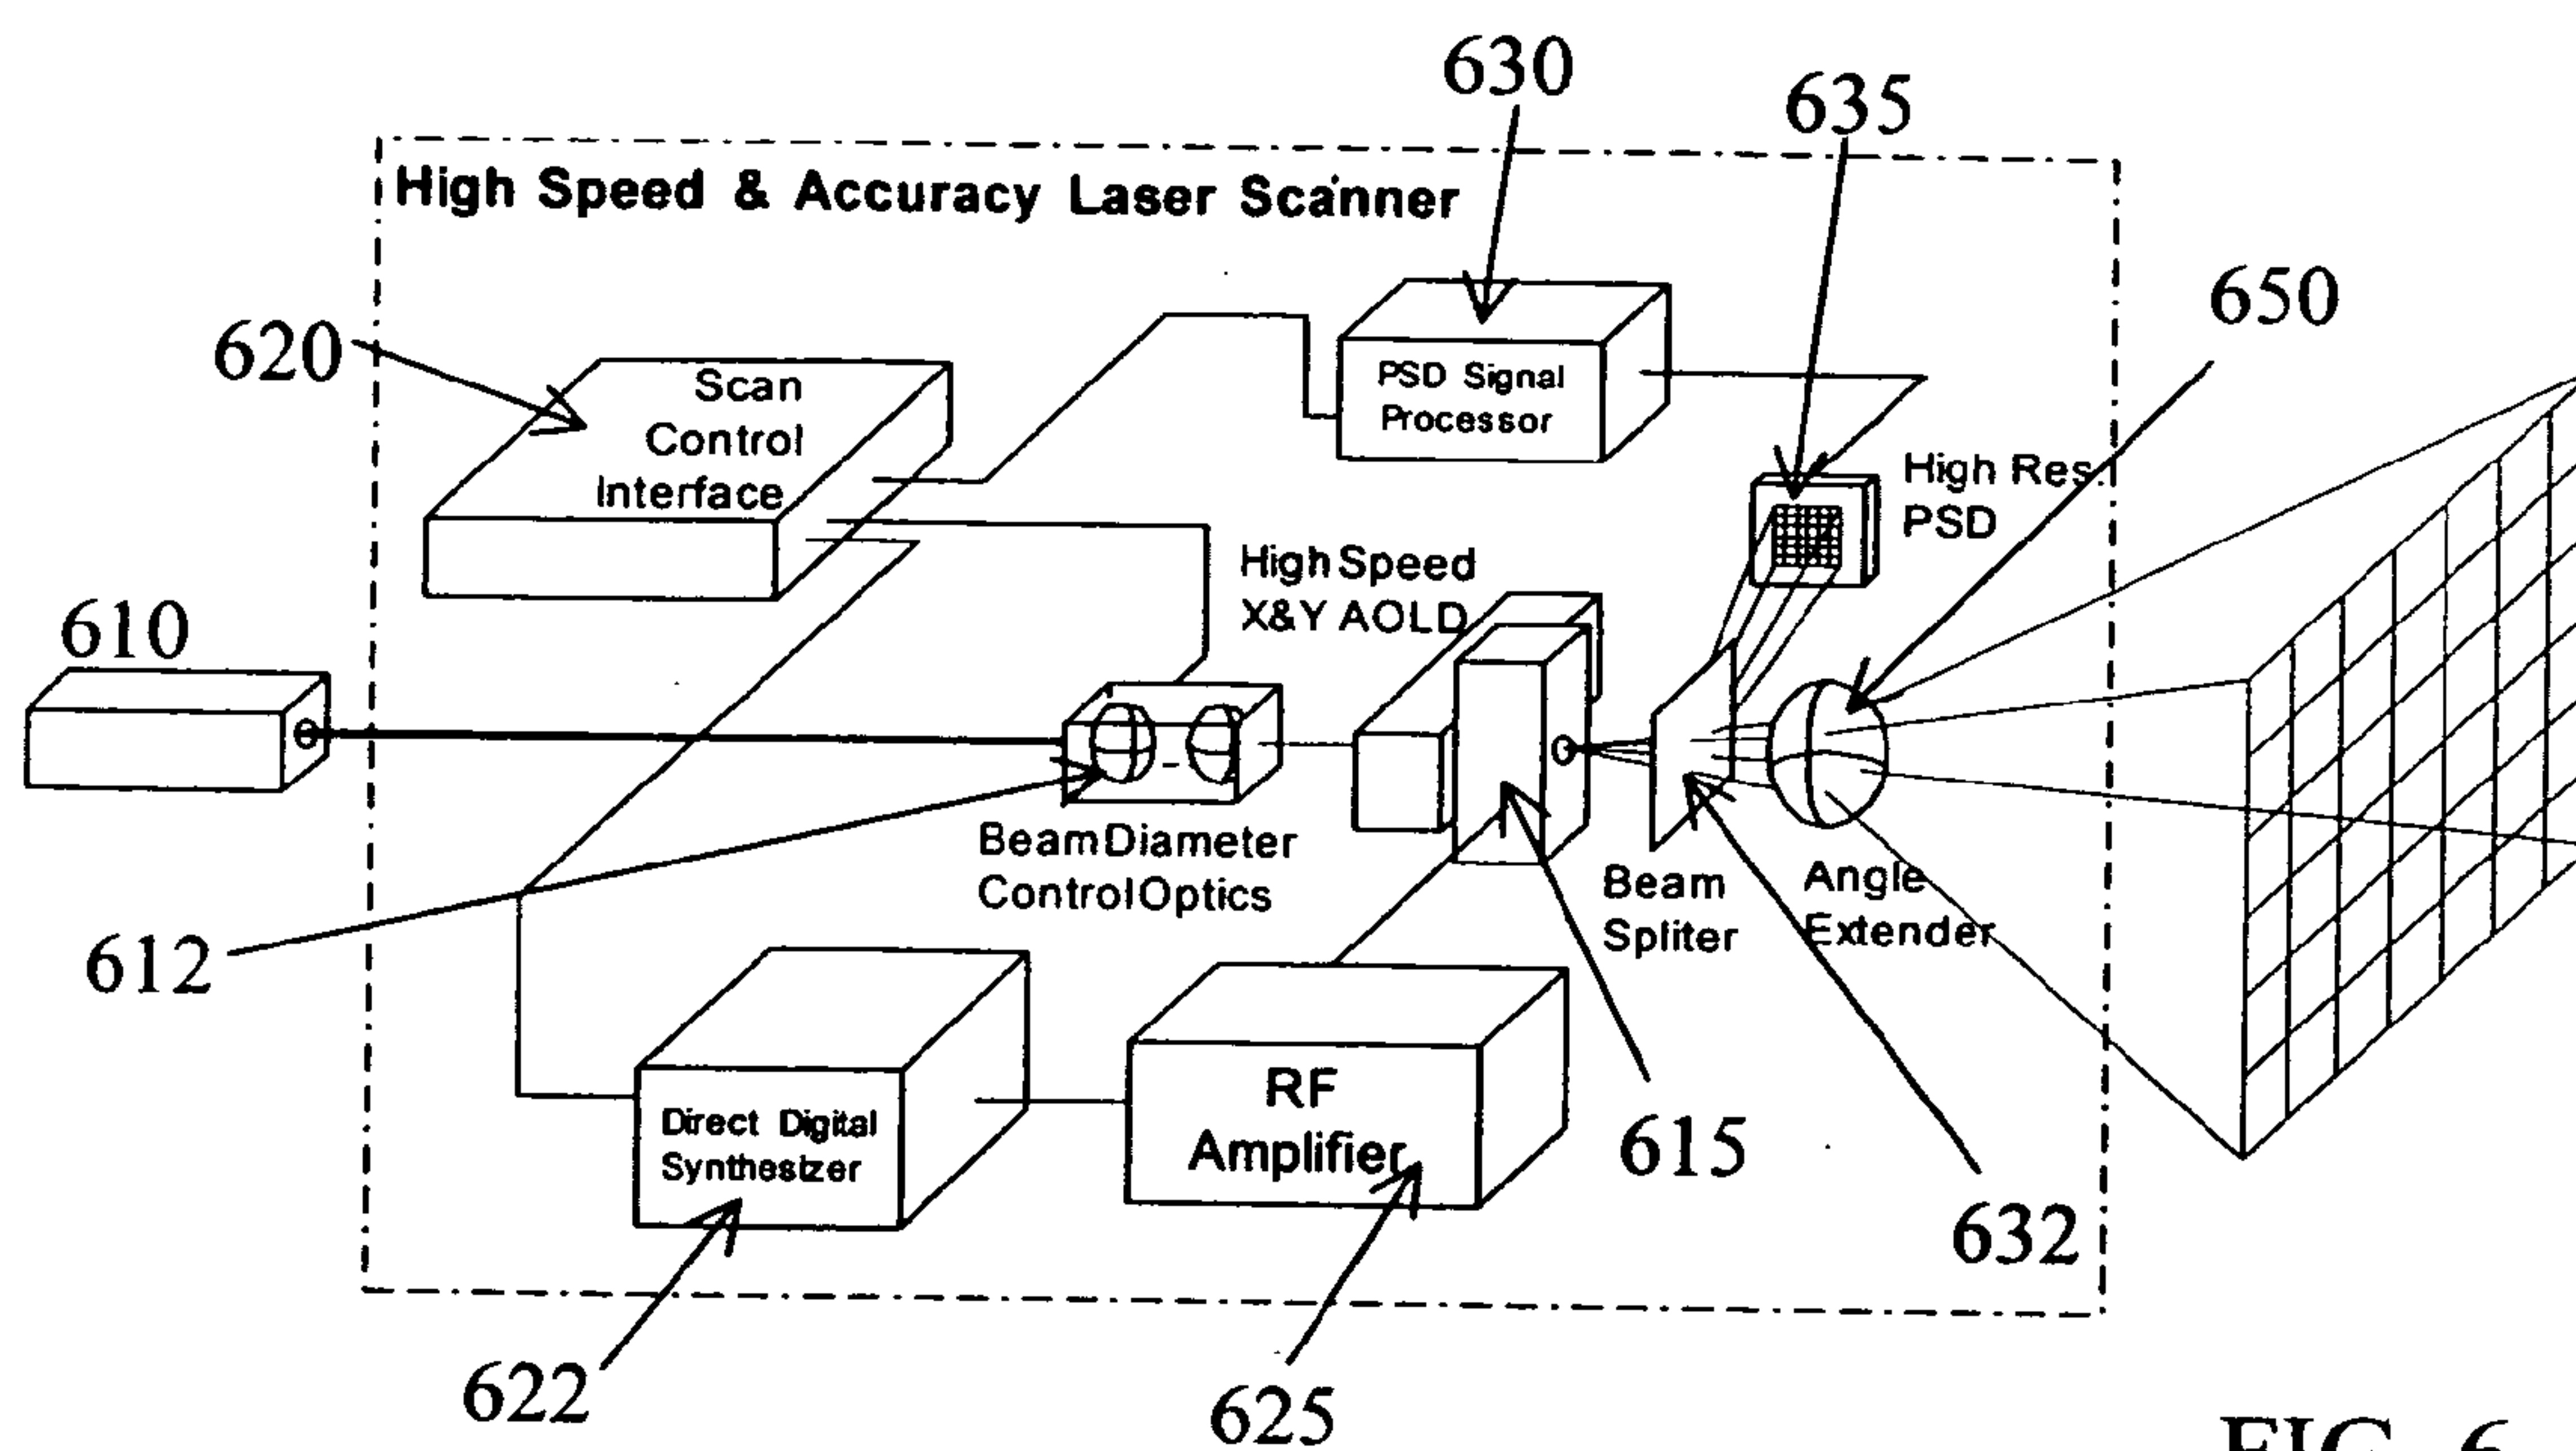 630
635
High Speed & Accuracy Laser Scanner
650
620
Scan
Control
Interface
PSD Signal
Processor
High Res.
PSD
High Speed
X&Y AOLD
610
Beam Diameter
Control Optics
Beam
Spliter
Angle
Extender
612
RF
Amplifier
Direct Digital
Synthesizer
615
632
622
625
FIG. 6